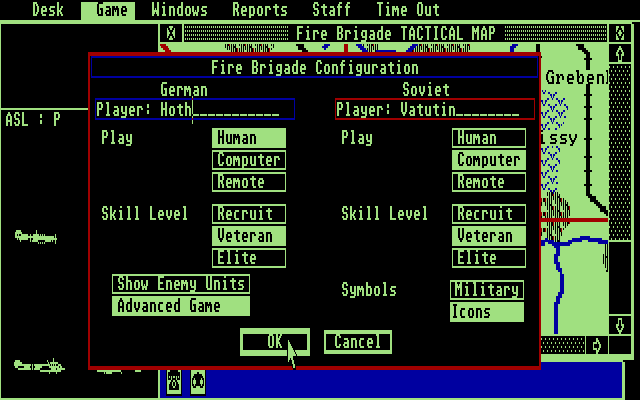 Desk Game Windows Reports Staff Time Out
Fire Brigade TACTICAL MAP
Fire Brigade Configuration
German Soviet
Player: Hoth____________ Player: Vatutin_________
Play Human Play Human
Computer Computer
Remote Remote
Skill Level Recruit Skill Level Recruit
Veteran Veteran
Elite Elite
Show Enemy Units Symbols Military
Advanced Game Icons
OK Cancel
ASL : P
Greben
ssy